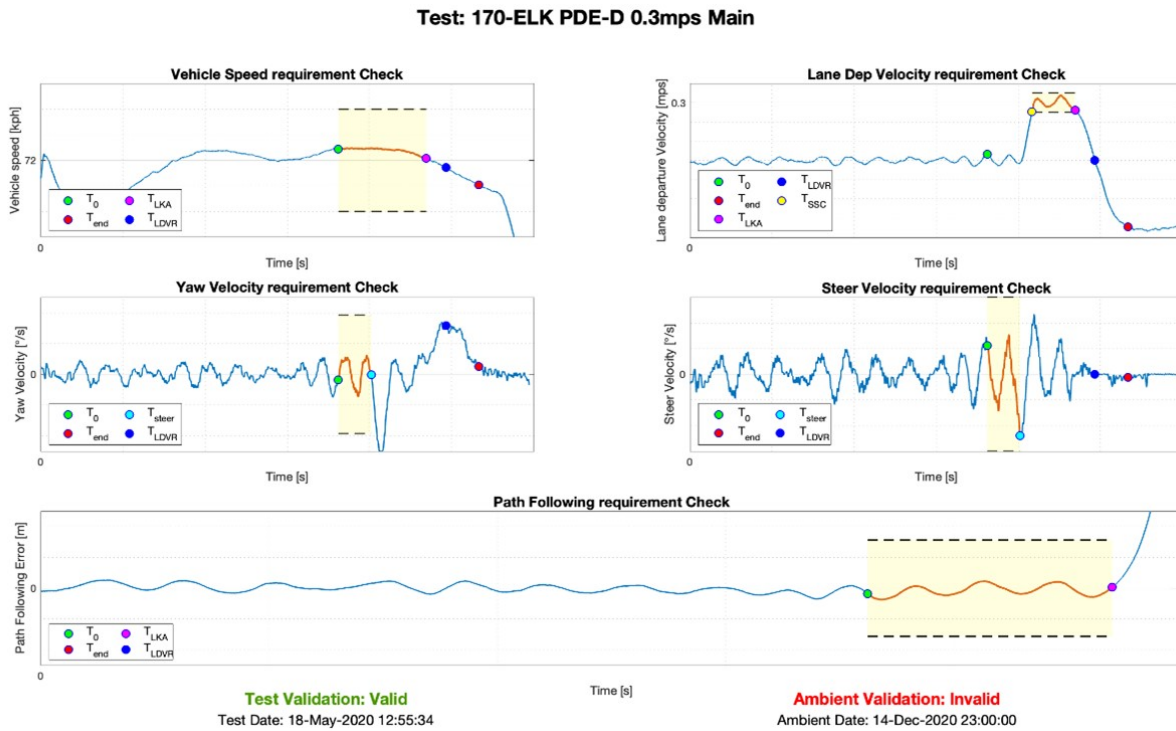 Test: 170-ELK PDE-D 0.3mps Main
Vehicle Speed requirement Check
Vehicle speed [kph]
72
T0
Tend
TLKA
TLDVR
0
Time [s]
Lane Dep Velocity requirement Check
Lane departure Velocity [mps]
0.3
T0
Tend
TLKA
TLDVR
TSSC
0
Time [s]
Yaw Velocity requirement Check
Yaw Velocity [°/s]
0
T0
Tend
Tsteer
TLDVR
0
Time [s]
Steer Velocity requirement Check
Steer Velocity [°/s]
0
T0
Tend
Tsteer
TLDVR
0
Time [s]
Path Following requirement Check
Path Following Error [m]
0
T0
Tend
TLKA
TLDVR
0
Time [s]
Test Validation: Valid
Test Date: 18-May-2020 12:55:34
Ambient Validation: Invalid
Ambient Date: 14-Dec-2020 23:00:00